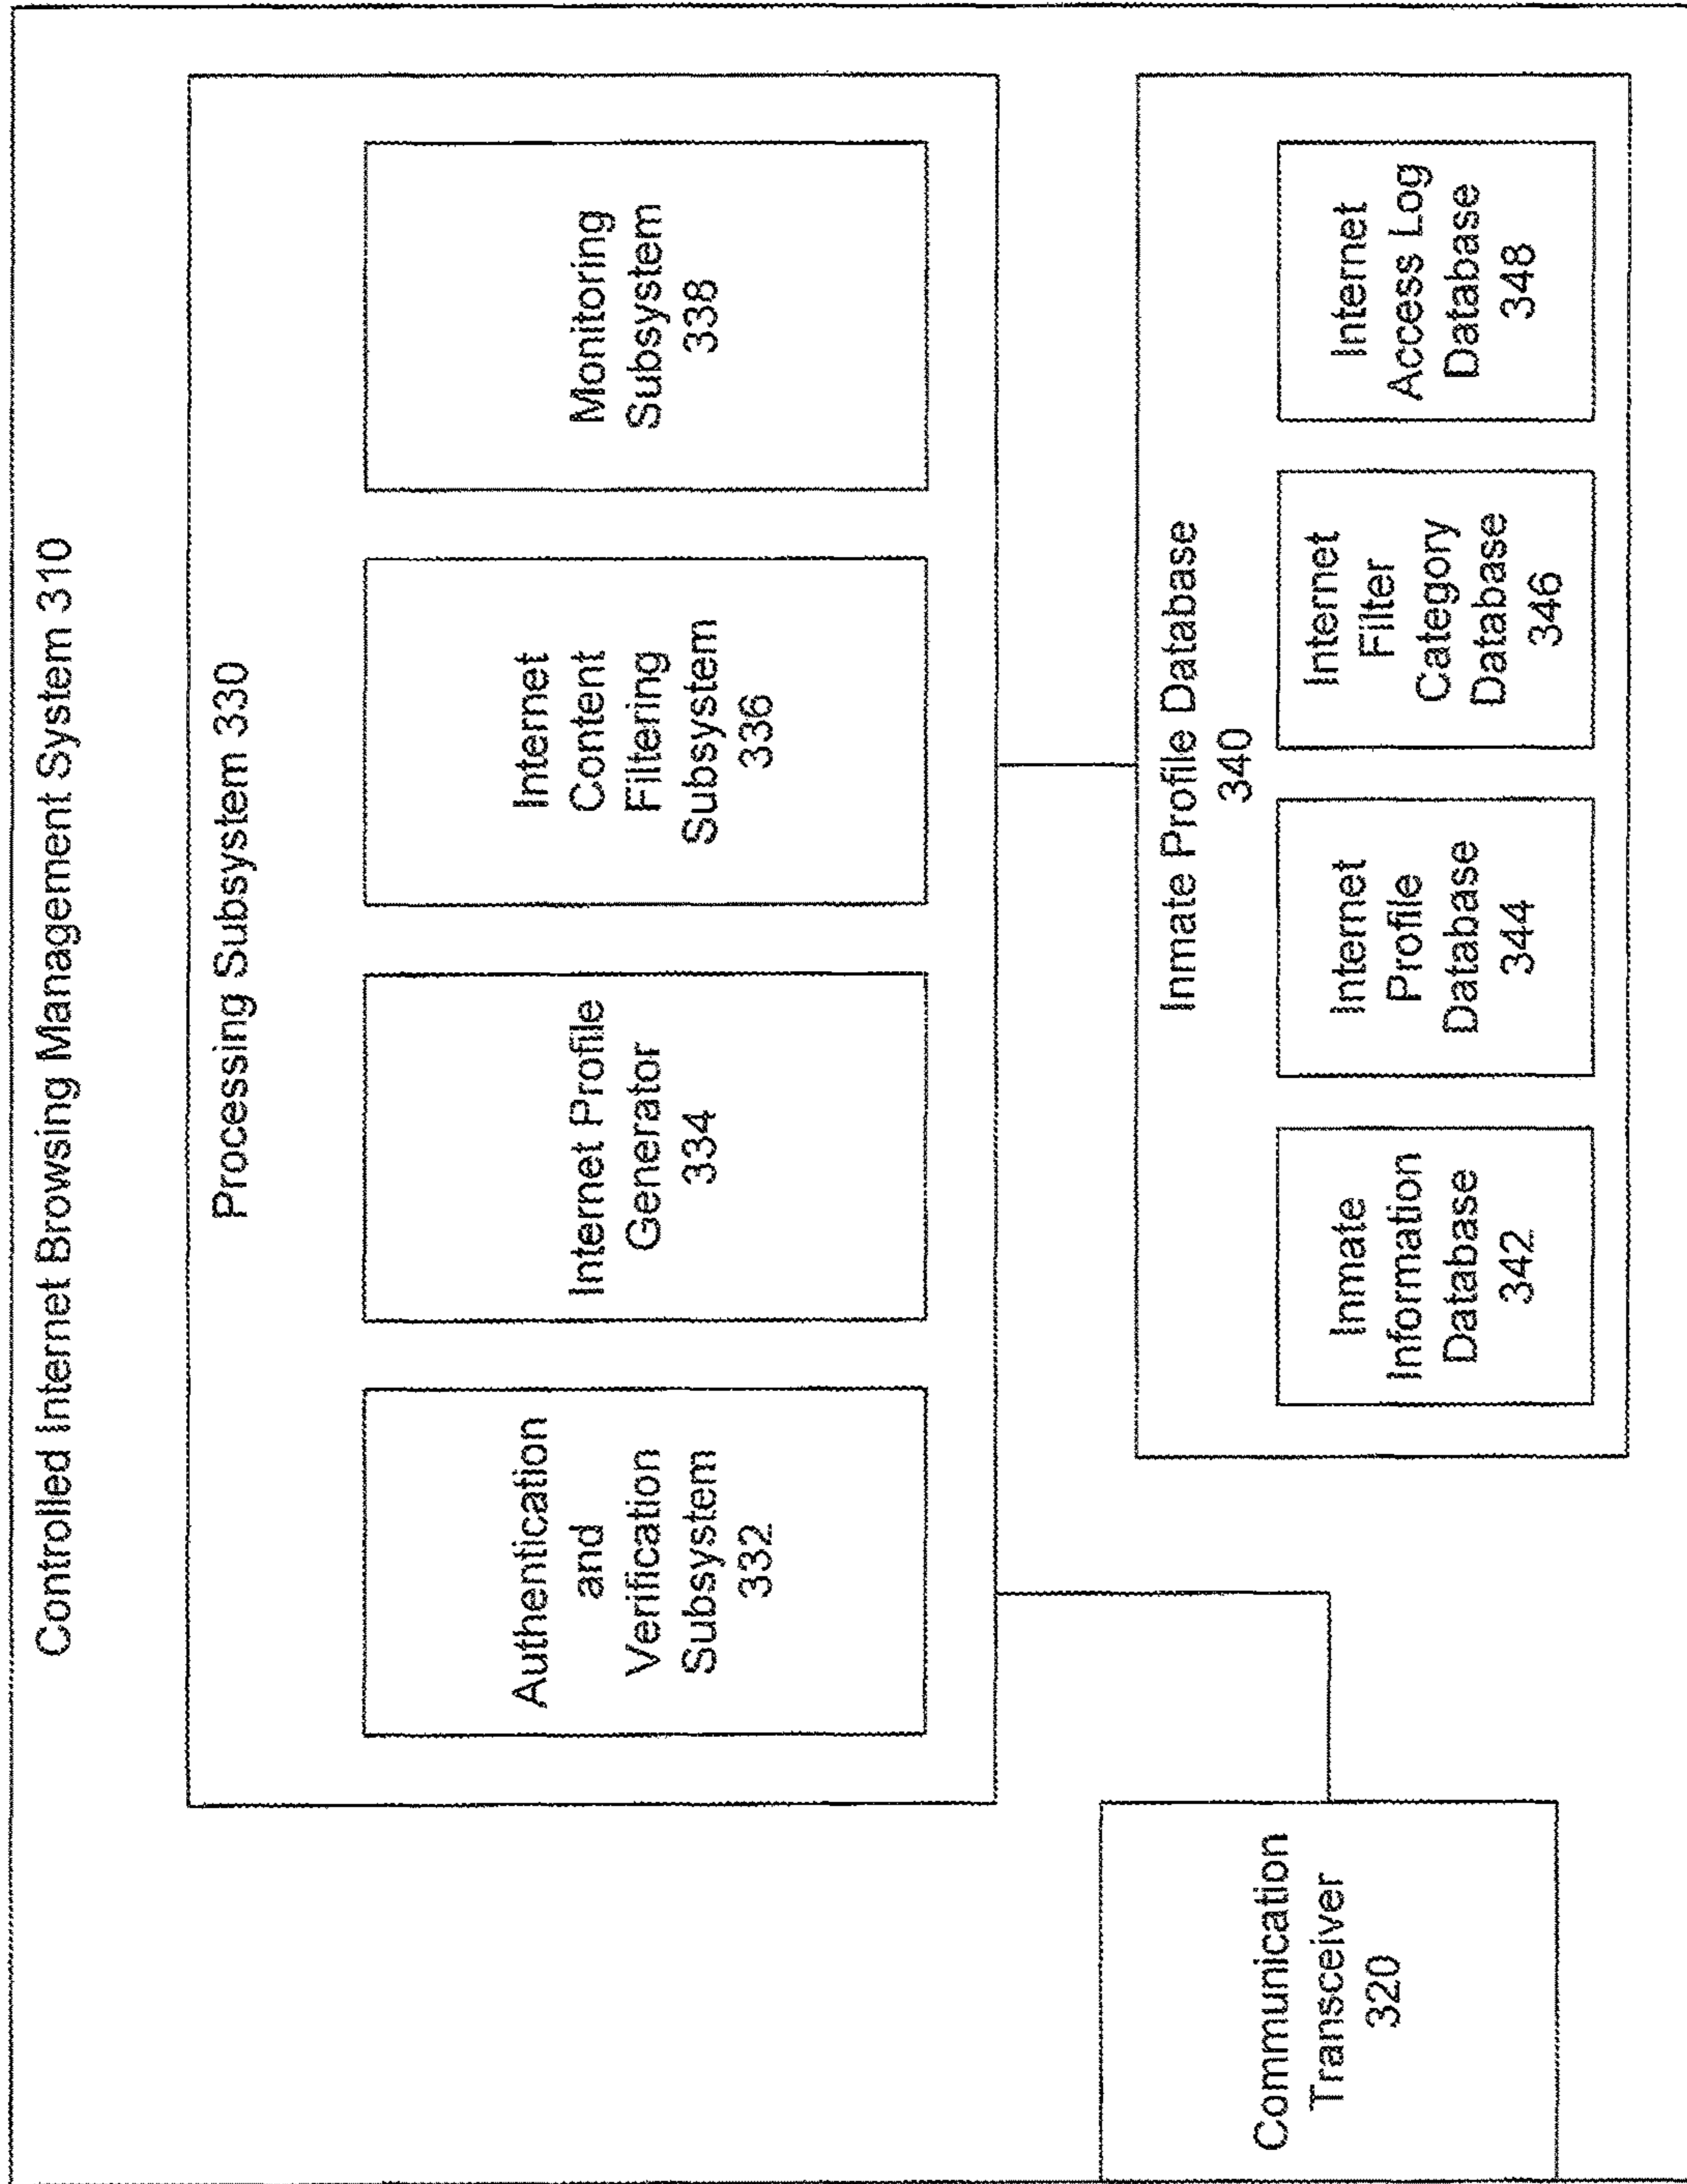 Controlled Internet Browsing Management System 310
Processing Subsystem 330
Authentication
and
Verification
Subsystem
332
Internet Profile
Generator
334
Internet
Content
Filtering
Subsystem
336
Monitoring
Subsystem
338
Communication
Transceiver
320
Inmate Profile Database
340
Inmate
Information
Database
342
Internet
Profile
Database
344
Internet
Filter
Category
Database
346
Internet
Access Log
Database
348